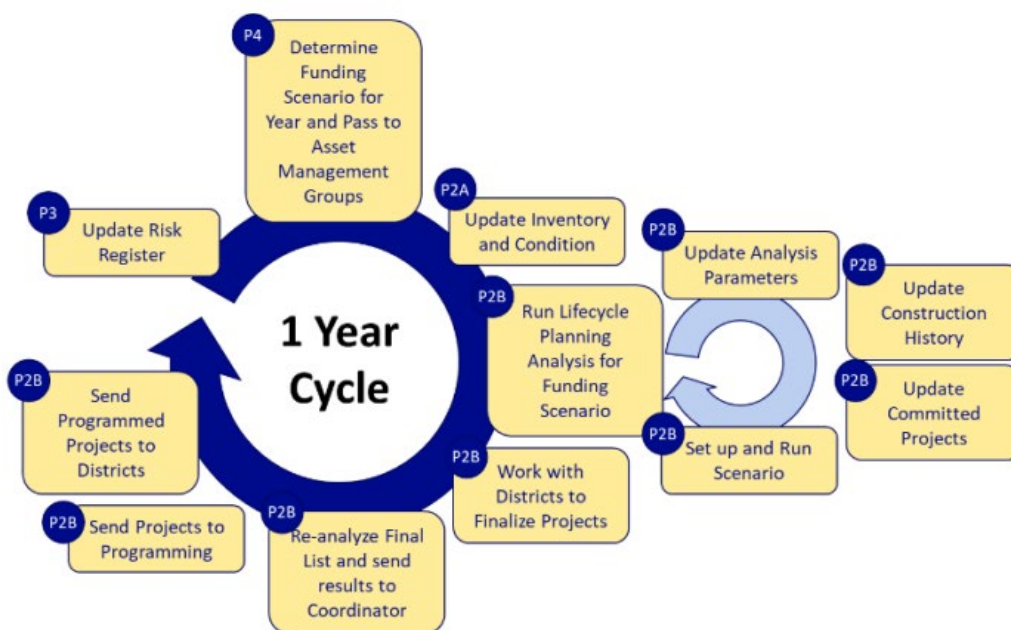 P4
Determine
Funding
Scenario for
Year and Pass to
Asset
Management
Groups
P2A
Update Inventory
and Condition
P3
Update Risk
Register
P2B
Update Analysis
Parameters
P2B
Update
Construction
History
P2B
Run Lifecycle
Planning
Analysis for
Funding
Scenario
1 Year
Cycle
P2B
Update
Committed
Projects
P2B
Set up and Run
Scenario
P2B
Send
Programmed
Projects to
Districts
P2B
Work with
Districts to
Finalize Projects
P2B
Send Projects to
Programming
P2B
Re-analyze Final
List and send
results to
Coordinator